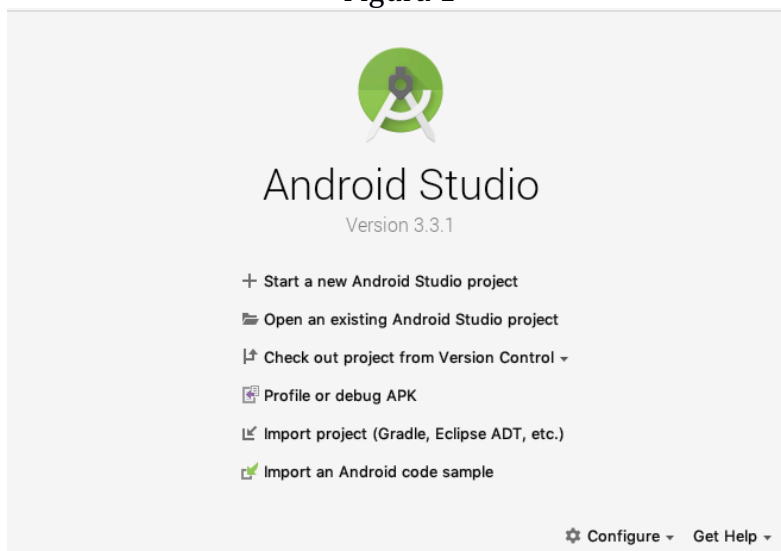 Android Studio
Version 3.3.1
Start a new Android Studio project
Open an existing Android Studio project
Check out project from Version Control
Profile or debug APK
Import project (Gradle, Eclipse ADT, etc.)
Import an Android code sample
Configure Get Help